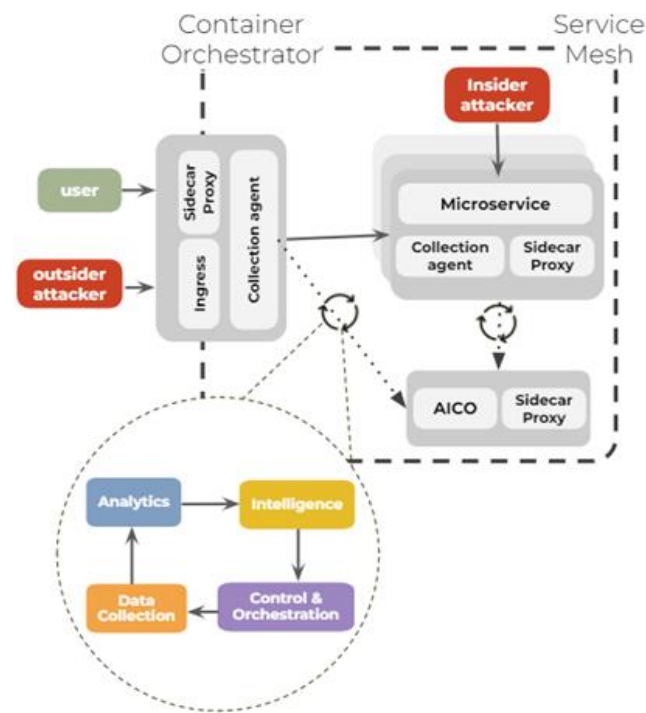 Container
Orchestrator
Service
Mesh
Insider
attacker
user
outsider
attacker
Sidecar
Proxy
Ingress
Collection agent
Microservice
Collection
agent
Sidecar
Proxy
AICO
Sidecar
Proxy
Analytics
Intelligence
Data
Collection
Control &
Orchestration